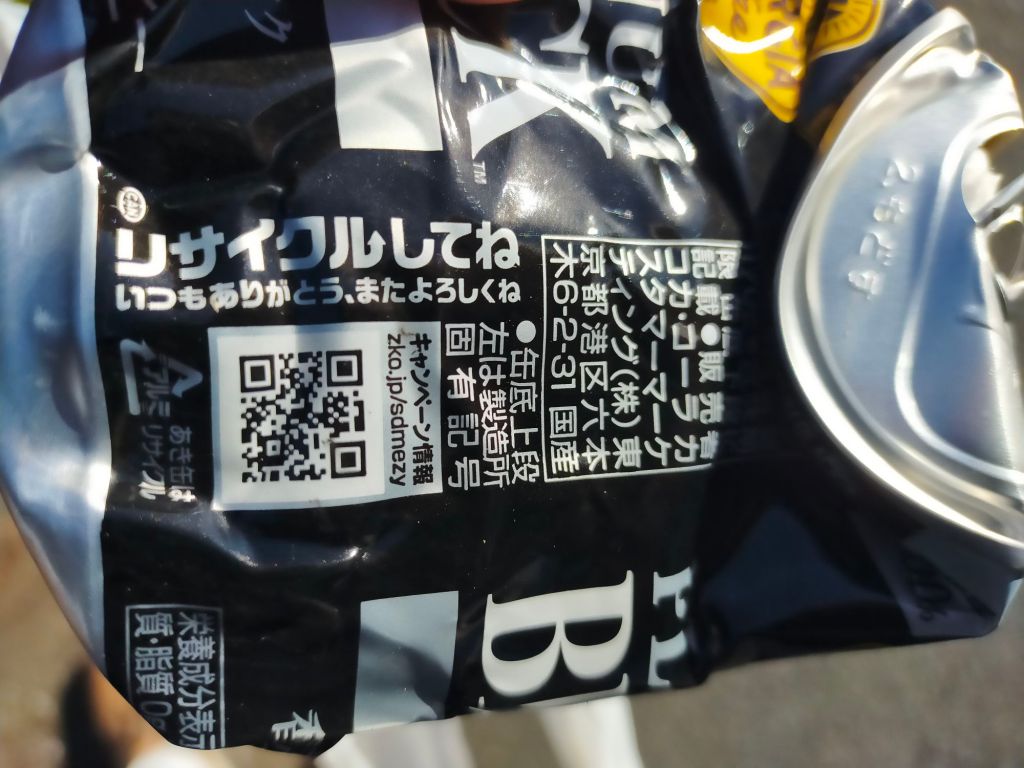 リサイクルしてね
いつもありがとう、またよろしくね
●販売者
コカ・コーラカ
スタマーマーケ
ティング(株)東
京都港区六本
木6-2-31 国産
●缶底上段
左は製造所
固有記号
キャンペーン情報
zko.jp/sdmezy
あき缶は
リサイクル
アルミ
栄養成分表示
質・脂質 0
K™
B